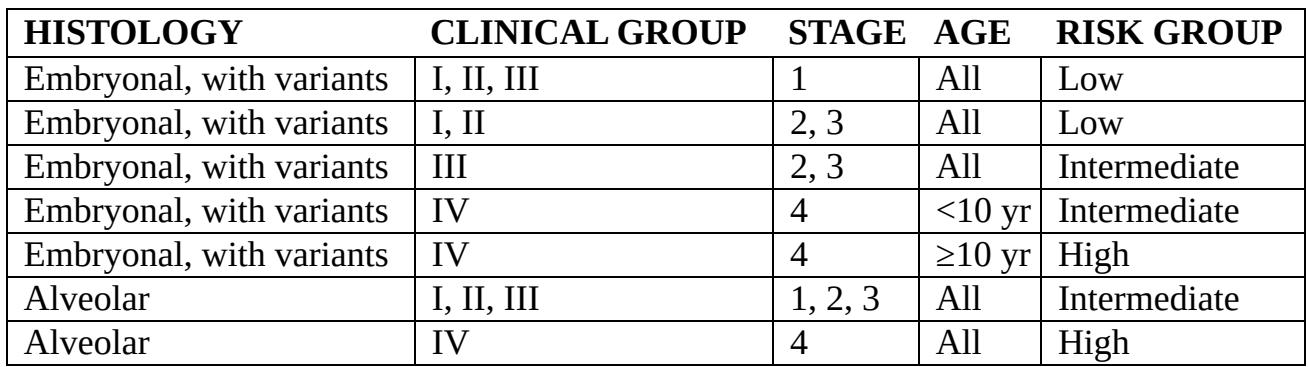 HISTOLOGY CLINICAL GROUP STAGE AGE RISK GROUP
Embryonal, with variants I, II, III 1 All Low
Embryonal, with variants I, II 2, 3 All Low
Embryonal, with variants III 2, 3 All Intermediate
Embryonal, with variants IV 4 <10 yr Intermediate
Embryonal, with variants IV 4 ≥10 yr High
Alveolar I, II, III 1, 2, 3 All Intermediate
Alveolar IV 4 All High